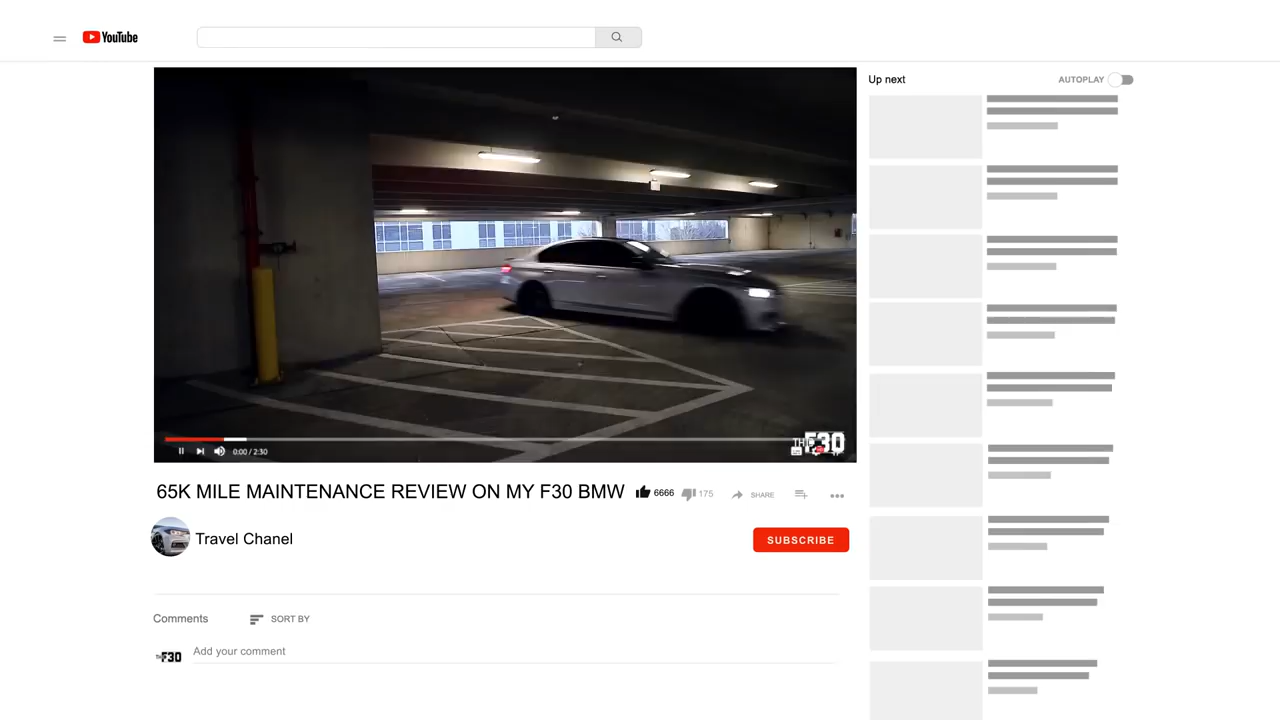 YouTube
Up next
AUTOPLAY
THE F30
0:00 / 2:30
65K MILE MAINTENANCE REVIEW ON MY F30 BMW
6666
175
SHARE
Travel Chanel
SUBSCRIBE
Comments
SORT BY
THE F30
Add your comment